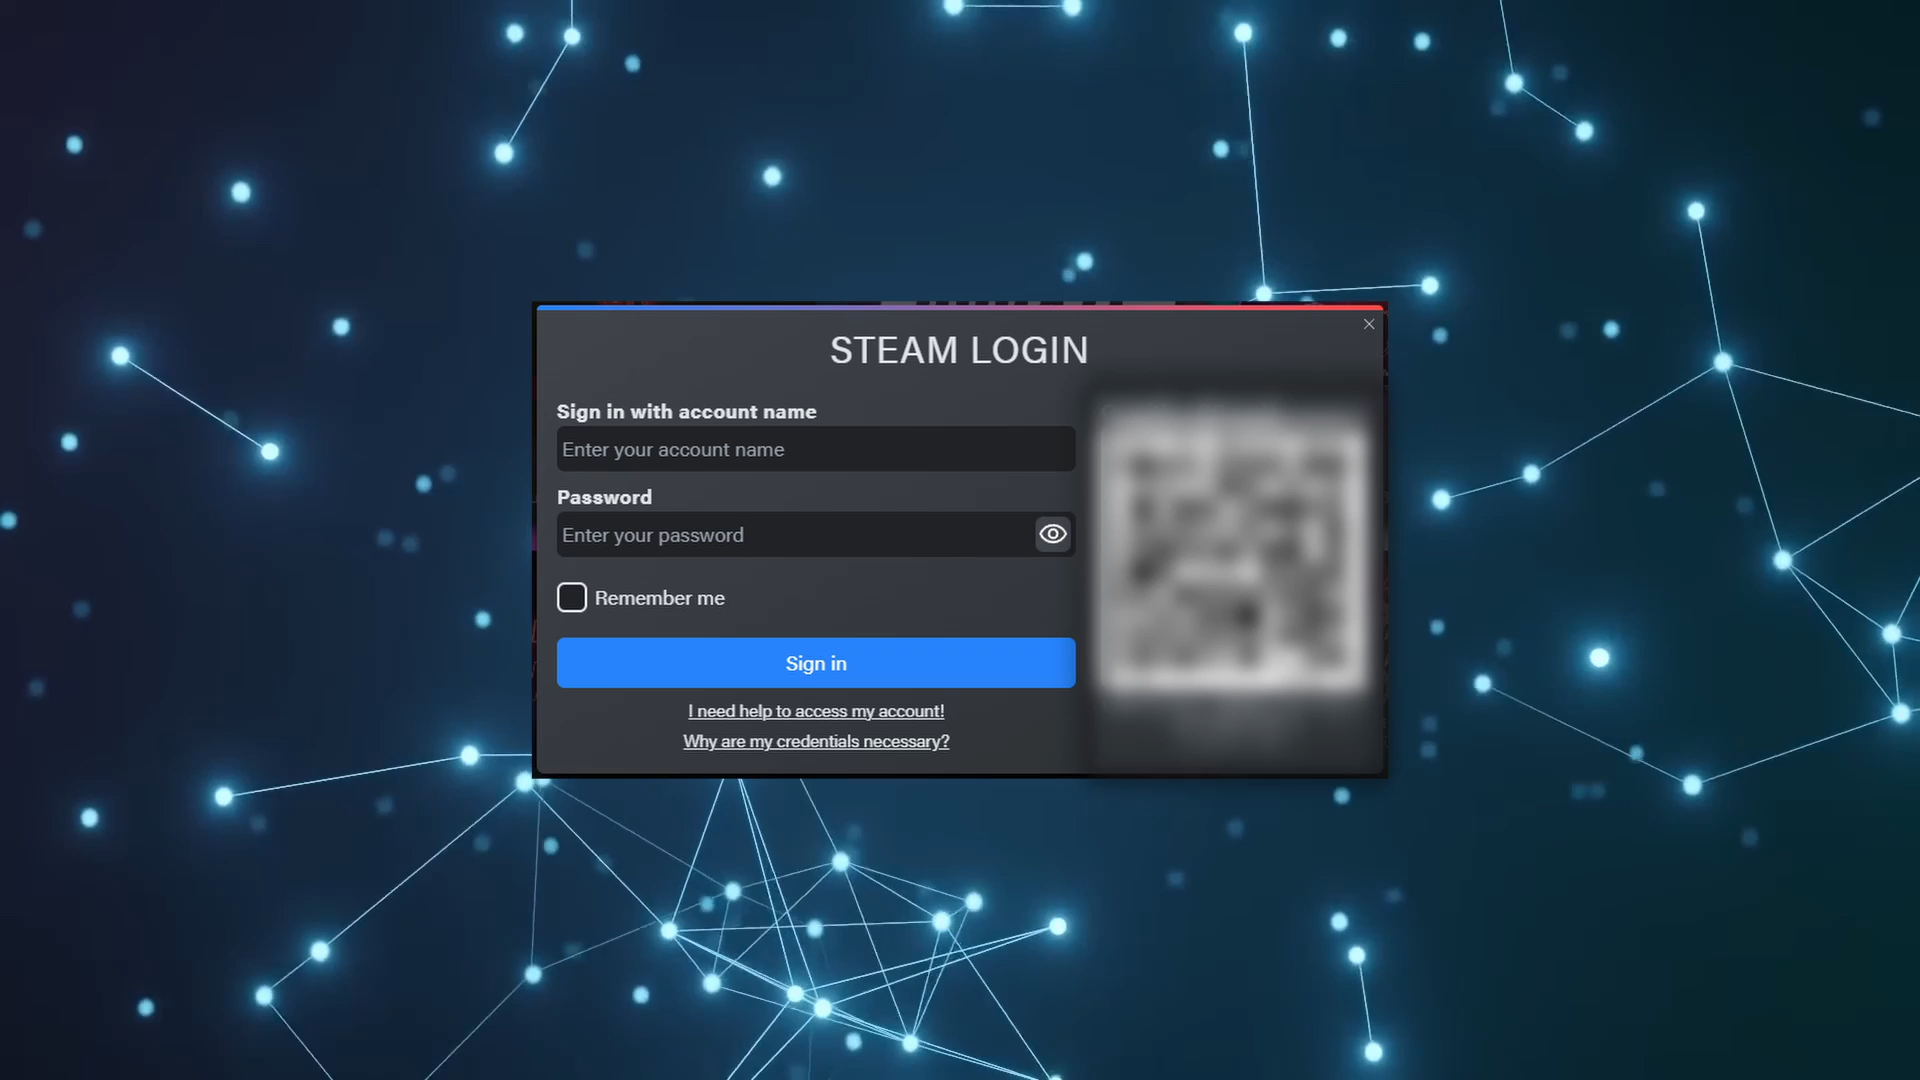 STEAM LOGIN
Sign in with account name
Enter your account name
Password
Enter your password
Remember me
Sign in
I need help to access my account!
Why are my credentials necessary?